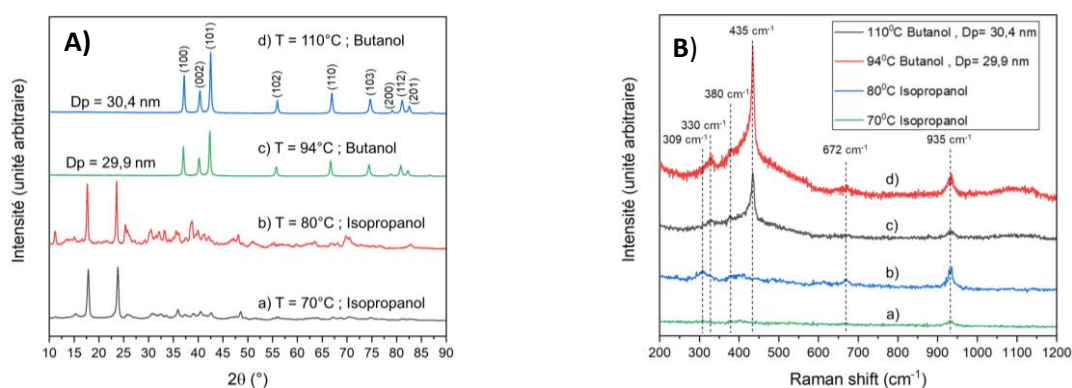 A)
d) T = 110°C ; Butanol
(100)
(002)
(101)
(102)
(110)
(103)
(200)
(112)
(201)
Dp = 30,4 nm
c) T = 94°C ; Butanol
Dp = 29,9 nm
b) T = 80°C ; Isopropanol
a) T = 70°C ; Isopropanol
Intensité (unité arbitraire)
10 15 20 25 30 35 40 45 50 55 60 65 70 75 80 85 90
2θ (°)
B)
435 cm⁻¹
110⁰C Butanol , Dp= 30,4 nm
94⁰C Butanol , Dp= 29,9 nm
80⁰C Isopropanol
70⁰C Isopropanol
380 cm⁻¹
330 cm⁻¹
309 cm⁻¹
672 cm⁻¹
935 cm⁻¹
d)
c)
b)
a)
Intensité (unité arbitraire)
200 300 400 500 600 700 800 900 1000 1100 1200
Raman shift (cm⁻¹)